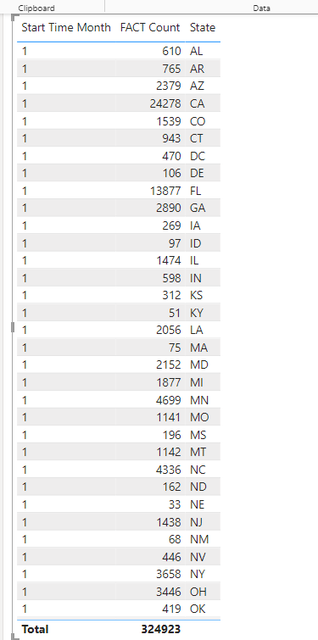 Clipboard Data
Start Time Month FACT Count State
1 610 AL
1 765 AR
1 2379 AZ
1 24278 CA
1 1539 CO
1 943 CT
1 470 DC
1 106 DE
1 13877 FL
1 2890 GA
1 269 IA
1 97 ID
1 1474 IL
1 598 IN
1 312 KS
1 51 KY
1 2056 LA
1 75 MA
1 2152 MD
1 1877 MI
1 4699 MN
1 1141 MO
1 196 MS
1 1142 MT
1 4336 NC
1 162 ND
1 33 NE
1 1438 NJ
1 68 NM
1 446 NV
1 3658 NY
1 3446 OH
1 419 OK
Total 324923